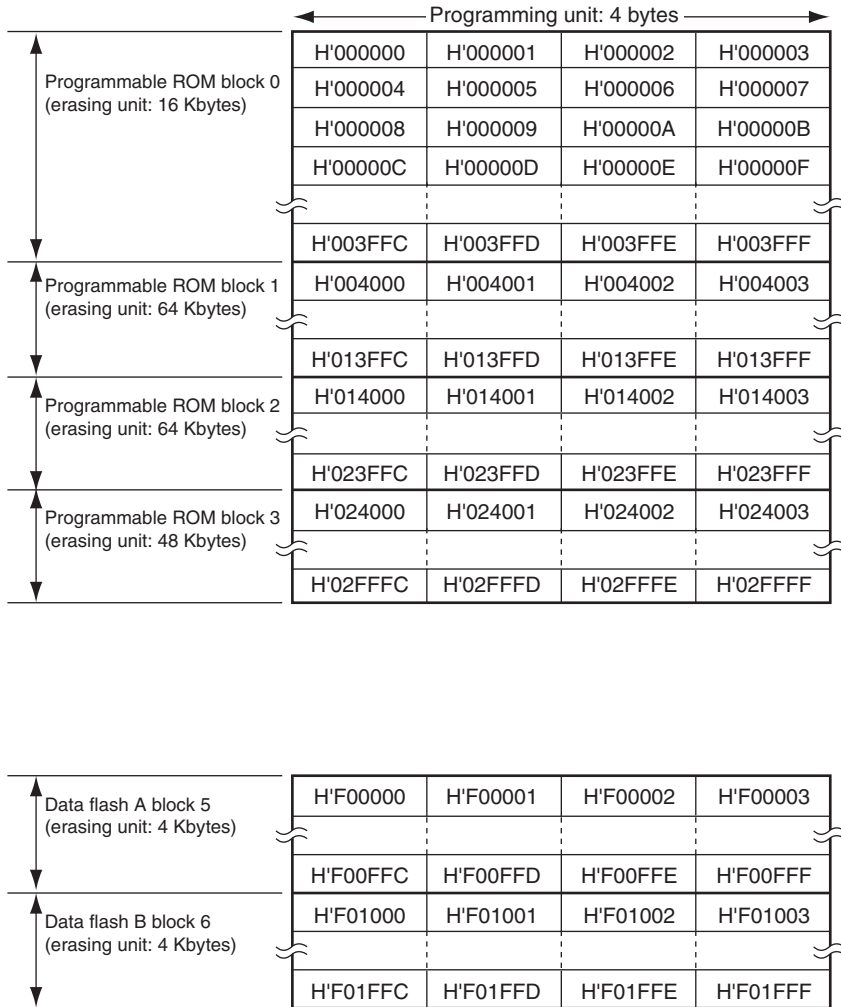 Programming unit: 4 bytes
Programmable ROM block 0
(erasing unit: 16 Kbytes)
H'000000 H'000001 H'000002 H'000003
H'000004 H'000005 H'000006 H'000007
H'000008 H'000009 H'00000A H'00000B
H'00000C H'00000D H'00000E H'00000F
H'003FFC H'003FFD H'003FFE H'003FFF
Programmable ROM block 1
(erasing unit: 64 Kbytes)
H'004000 H'004001 H'004002 H'004003
H'013FFC H'013FFD H'013FFE H'013FFF
Programmable ROM block 2
(erasing unit: 64 Kbytes)
H'014000 H'014001 H'014002 H'014003
H'023FFC H'023FFD H'023FFE H'023FFF
Programmable ROM block 3
(erasing unit: 48 Kbytes)
H'024000 H'024001 H'024002 H'024003
H'02FFFC H'02FFFD H'02FFFE H'02FFFF
Data flash A block 5
(erasing unit: 4 Kbytes)
H'F00000 H'F00001 H'F00002 H'F00003
H'F00FFC H'F00FFD H'F00FFE H'F00FFF
Data flash B block 6
(erasing unit: 4 Kbytes)
H'F01000 H'F01001 H'F01002 H'F01003
H'F01FFC H'F01FFD H'F01FFE H'F01FFF